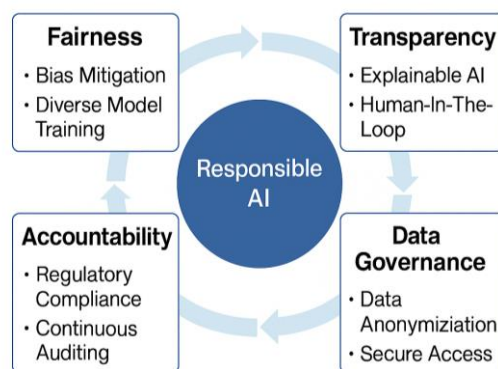 Fairness
• Bias Mitigation
• Diverse Model
Training
Transparency
• Explainable AI
• Human-In-The-
Loop
Responsible
AI
Accountability
• Regulatory
Compliance
• Continuous
Auditing
Data
Governance
• Data
Anonymiziation
• Secure Access